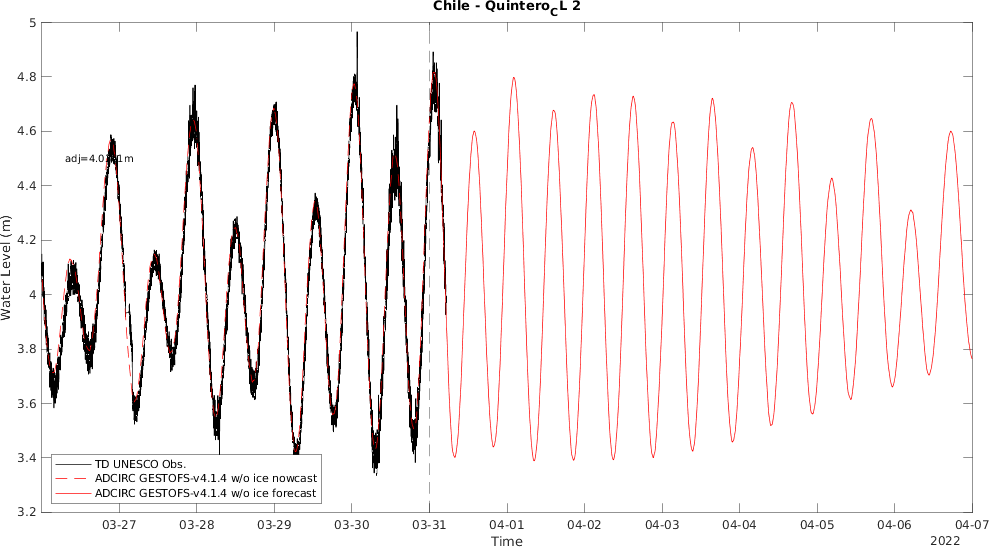 Chile - Quintero_CL 2
Water Level (m)
5
4.8
4.6
4.4
4.2
4
3.8
3.6
3.4
3.2
TD UNESCO Obs.
ADCIRC GESTOFS-v4.1.4 w/o ice nowcast
ADCIRC GESTOFS-v4.1.4 w/o ice forecast
03-27 03-28 03-29 03-30 03-31 04-01 04-02 04-03 04-04 04-05 04-06 04-07
Time
2022